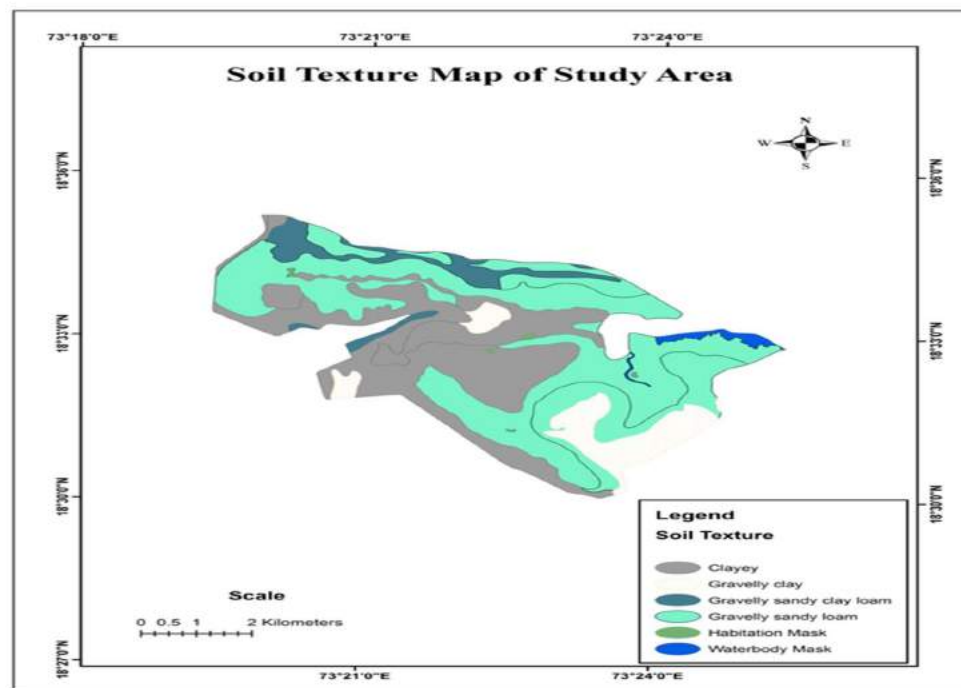 73°18'0"E 73°21'0"E 73°24'0"E
Soil Texture Map of Study Area
N
W E
S
18°36'0"N 18°36'0"N
18°33'0"N 18°33'0"N
18°30'0"N 18°30'0"N
Legend
Soil Texture
Clayey
Gravelly clay
Gravelly sandy clay loam
Gravelly sandy loam
Habitation Mask
Waterbody Mask
Scale
0 0.5 1 2 Kilometers
18°27'0"N
73°21'0"E 73°24'0"E